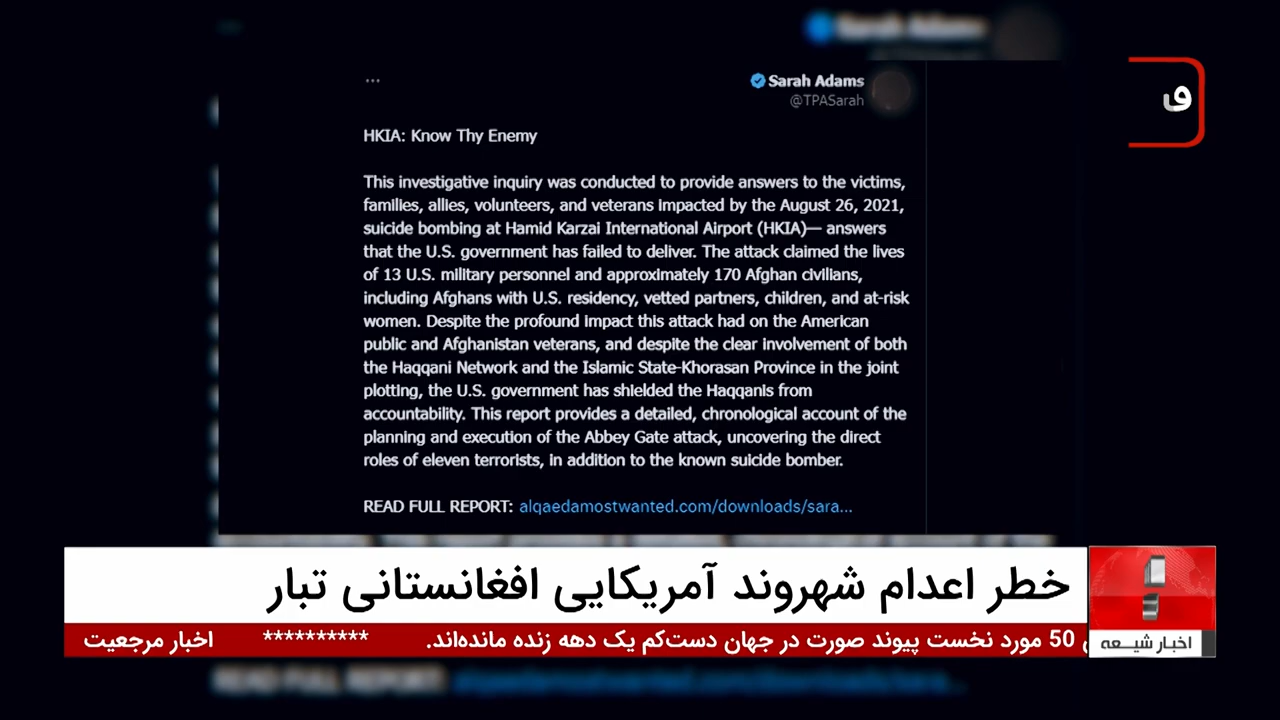 Sarah Adams
@TPASarah
ق
HKIA: Know Thy Enemy
This investigative inquiry was conducted to provide answers to the victims,
families, allies, volunteers, and veterans impacted by the August 26, 2021,
suicide bombing at Hamid Karzai International Airport (HKIA)— answers
that the U.S. government has failed to deliver. The attack claimed the lives
of 13 U.S. military personnel and approximately 170 Afghan civilians,
including Afghans with U.S. residency, vetted partners, children, and at-risk
women. Despite the profound impact this attack had on the American
public and Afghanistan veterans, and despite the clear involvement of both
the Haqqani Network and the Islamic State-Khorasan Province in the joint
plotting, the U.S. government has shielded the Haqqanis from
accountability. This report provides a detailed, chronological account of the
planning and execution of the Abbey Gate attack, uncovering the direct
roles of eleven terrorists, in addition to the known suicide bomber.
READ FULL REPORT: alqaedamostwanted.com/downloads/sara...
خطر اعدام شهروند آمریکایی افغانستانی تبار
50 مورد نخست پیوند صورت در جهان دست‌کم یک دهه زنده مانده‌اند. ********** اخبار مرجعیت
اخبار شیعه